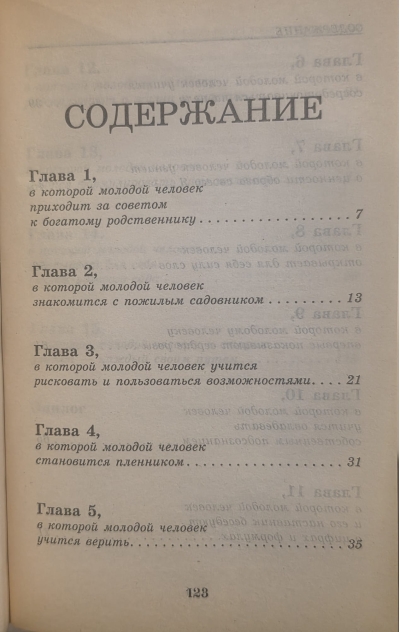 СОДЕРЖАНИЕ
Глава 1,
в которой молодой человек
приходит за советом
к богатому родственнику . . . . . . . . . . . . . . . . 7
Глава 2,
в которой молодой человек
знакомится с пожилым садовником . . . . . . . . 13
Глава 3,
в которой молодой человек учится
рисковать и пользоваться возможностями. . . . 21
Глава 4,
в которой молодой человек
становится пленником. . . . . . . . . . . . . . . . . . 31
Глава 5,
в которой молодой человек
учится верить. . . . . . . . . . . . . . . . . . . . . . . 35
123